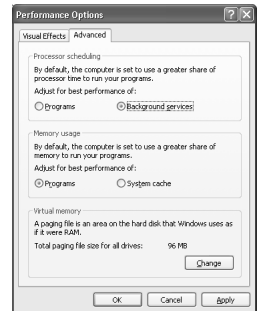 Performance Options
Visual Effects Advanced
Processor scheduling
By default, the computer is set to use a greater share of
processor time to run your programs.
Adjust for best performance of:
Programs Background services
Memory usage
By default, the computer is set to use a greater share of
memory to run your programs.
Adjust for best performance of:
Programs System cache
Virtual memory
A paging file is an area on the hard disk that Windows uses as
if it were RAM.
Total paging file size for all drives: 96 MB
Change
OK Cancel Apply